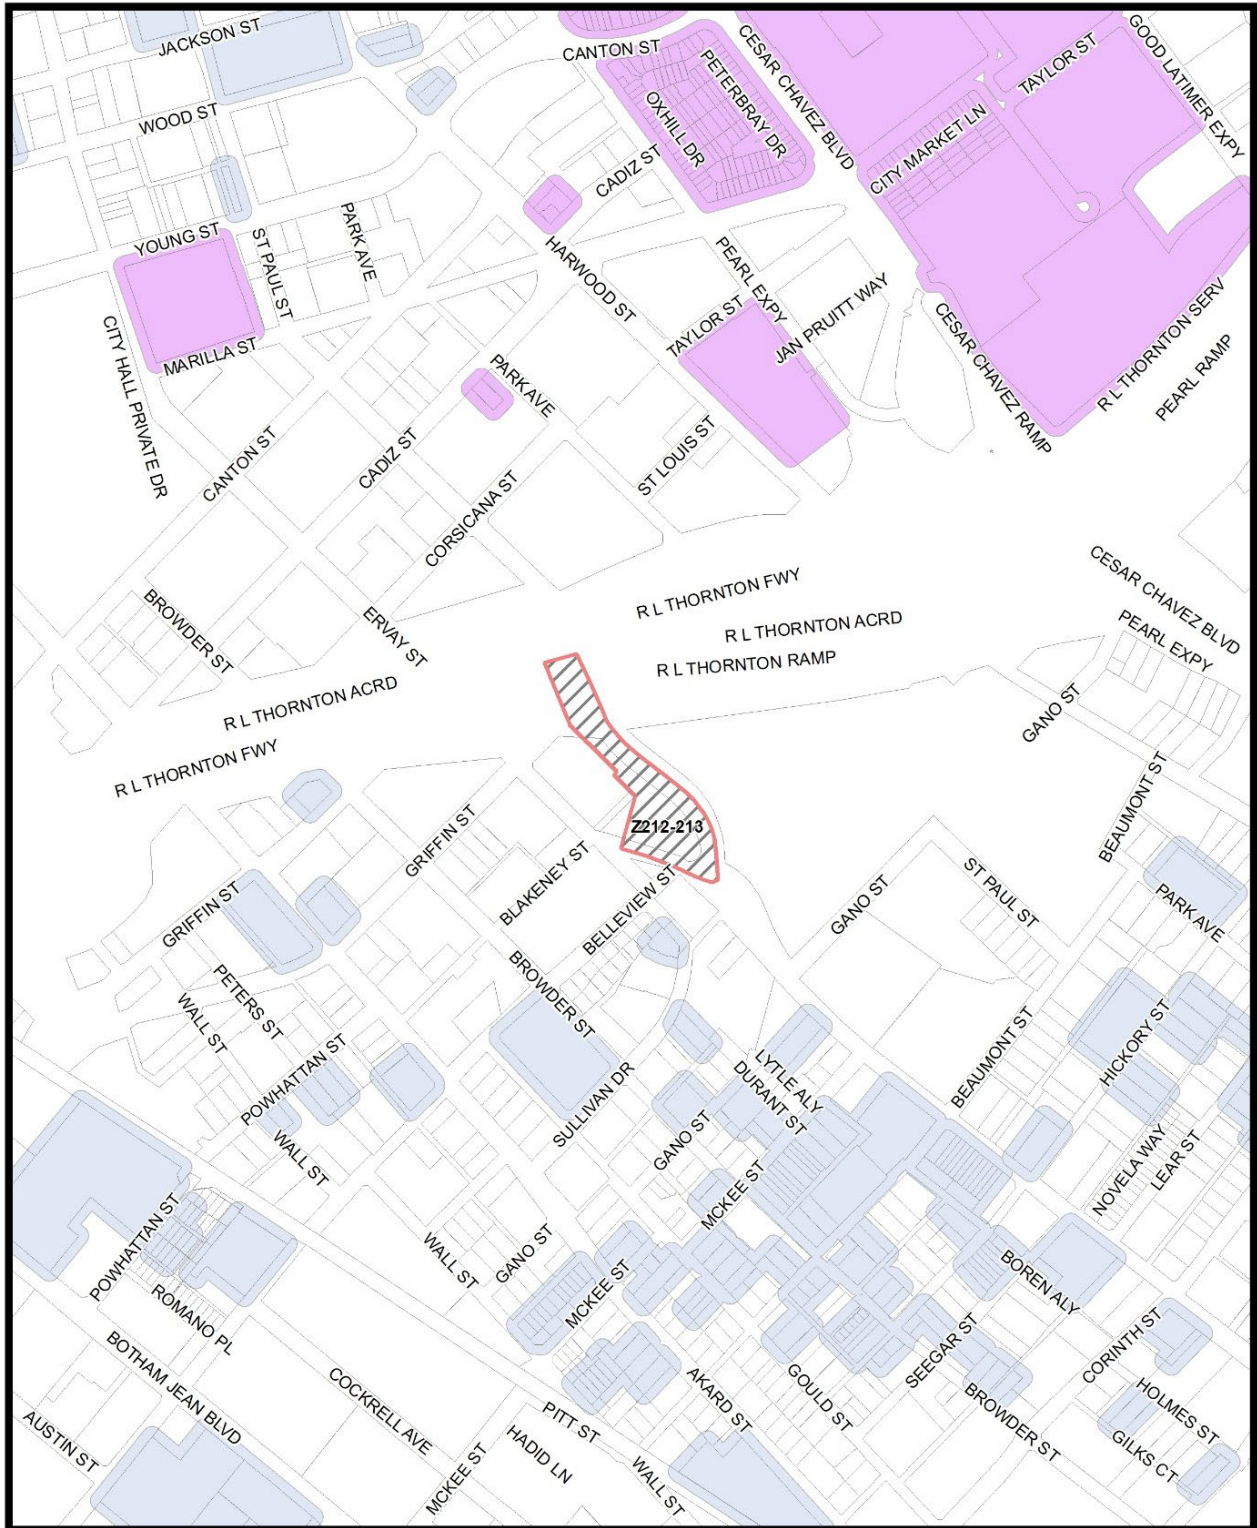 JACKSON ST
CANTON ST
CESAR CHAVEZ BLVD
TAYLOR ST
GOOD LATIMER EXPY
WOOD ST
OXHILL DR
PETERBRAY DR
CITY MARKET LN
CADIZ ST
YOUNG ST
ST PAUL ST
PARK AVE
HARWOOD ST
PEARL EXPY
TAYLOR ST
JAN PRUITT WAY
CESAR CHAVEZ RAMP
R L THORNTON SERV
PEARL RAMP
CITY HALL PRIVATE DR
MARILLA ST
PARK AVE
CANTON ST
CADIZ ST
CORSICANA ST
ST LOUIS ST
BROWDER ST
ERVAY ST
R L THORNTON FWY
R L THORNTON ACRD
R L THORNTON RAMP
CESAR CHAVEZ BLVD
PEARL EXPY
R L THORNTON ACRD
R L THORNTON FWY
GANO ST
BEAUMONT ST
GRIFFIN ST
Z212-213
BLAKENEY ST
BELLEVIEW ST
GANO ST
ST PAUL ST
PARK AVE
GRIFFIN ST
PETERS ST
WALL ST
BROWDER ST
POWHATTAN ST
SULLIVAN DR
LYTLE ALY
DURANT ST
BEAUMONT ST
HICKORY ST
WALL ST
GANO ST
MCKEE ST
NOVELA WAY
LEAR ST
POWHATTAN ST
WALL ST
GANO ST
MCKEE ST
BOREN ALY
ROMANO PL
BOTHAM JEAN BLVD
COCKRELL AVE
AKARD ST
GOULD ST
SEEGAR ST
BROWDER ST
CORINTH ST
HOLMES ST
GILKS CT
AUSTIN ST
MCKEE ST
PITT ST
HADID LN
WALL ST